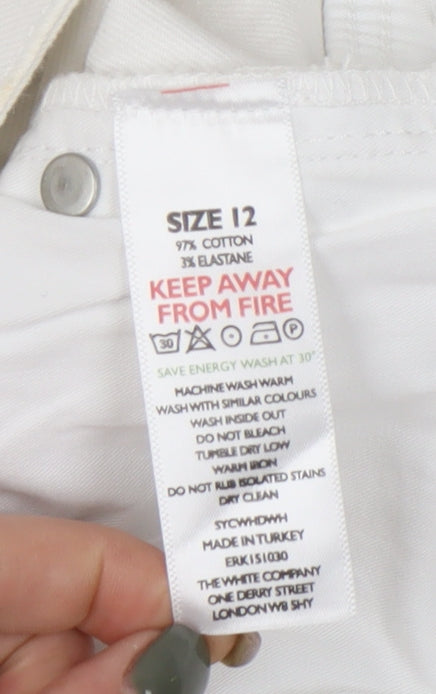 SIZE 12
97% COTTON
3% ELASTANE
KEEP AWAY
FROM FIRE
30 P
SAVE ENERGY WASH AT 30°
MACHINE WASH WARM
WASH WITH SIMILAR COLOURS
WASH INSIDE OUT
DO NOT BLEACH
TUMBLE DRY LOW
WARM IRON
DO NOT RUB ISOLATED STAINS
DRY CLEAN
SYCWHDWH
MADE IN TURKEY
ERK151030
THE WHITE COMPANY
ONE DERRY STREET
LONDON W8 5HY